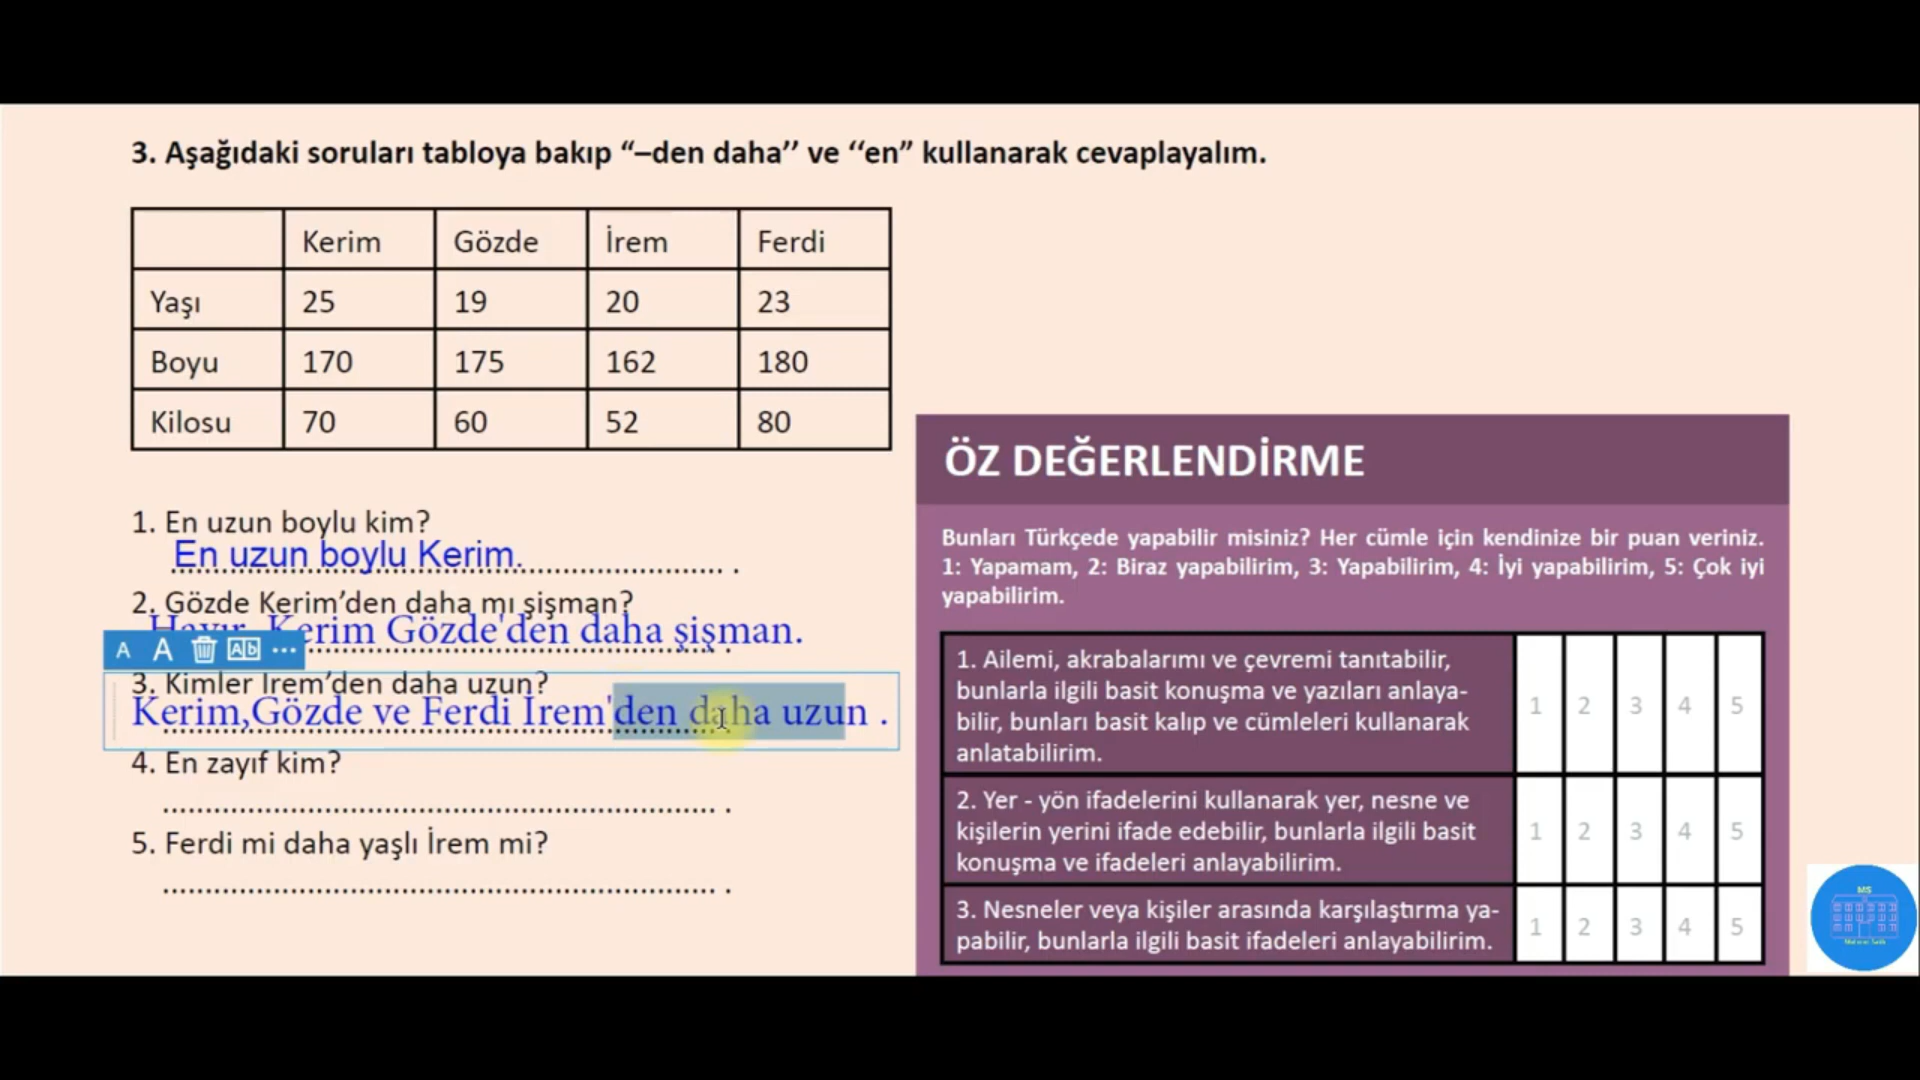 3. Aşağıdaki soruları tabloya bakıp “–den daha’’ ve ‘‘en” kullanarak cevaplayalım.
Kerim Gözde İrem Ferdi
Yaşı 25 19 20 23
Boyu 170 175 162 180
Kilosu 70 60 52 80
1. En uzun boylu kim?
En uzun boylu Kerim.
2. Gözde Kerim’den daha mı şişman?
Hayır, Kerim Gözde'den daha şişman.
3. Kimler İrem’den daha uzun?
Kerim,Gözde ve Ferdi İrem'den daha uzun .
4. En zayıf kim?
5. Ferdi mi daha yaşlı İrem mi?
ÖZ DEĞERLENDİRME
Bunları Türkçede yapabilir misiniz? Her cümle için kendinize bir puan veriniz.
1: Yapamam, 2: Biraz yapabilirim, 3: Yapabilirim, 4: İyi yapabilirim, 5: Çok iyi
yapabilirim.
1. Ailemi, akrabalarımı ve çevremi tanıtabilir,
bunlarla ilgili basit konuşma ve yazıları anlaya-
bilir, bunları basit kalıp ve cümleleri kullanarak
anlatabilirim.
1 2 3 4 5
2. Yer - yön ifadelerini kullanarak yer, nesne ve
kişilerin yerini ifade edebilir, bunlarla ilgili basit
konuşma ve ifadeleri anlayabilirim.
1 2 3 4 5
3. Nesneler veya kişiler arasında karşılaştırma ya-
pabilir, bunlarla ilgili basit ifadeleri anlayabilirim.
1 2 3 4 5
MS